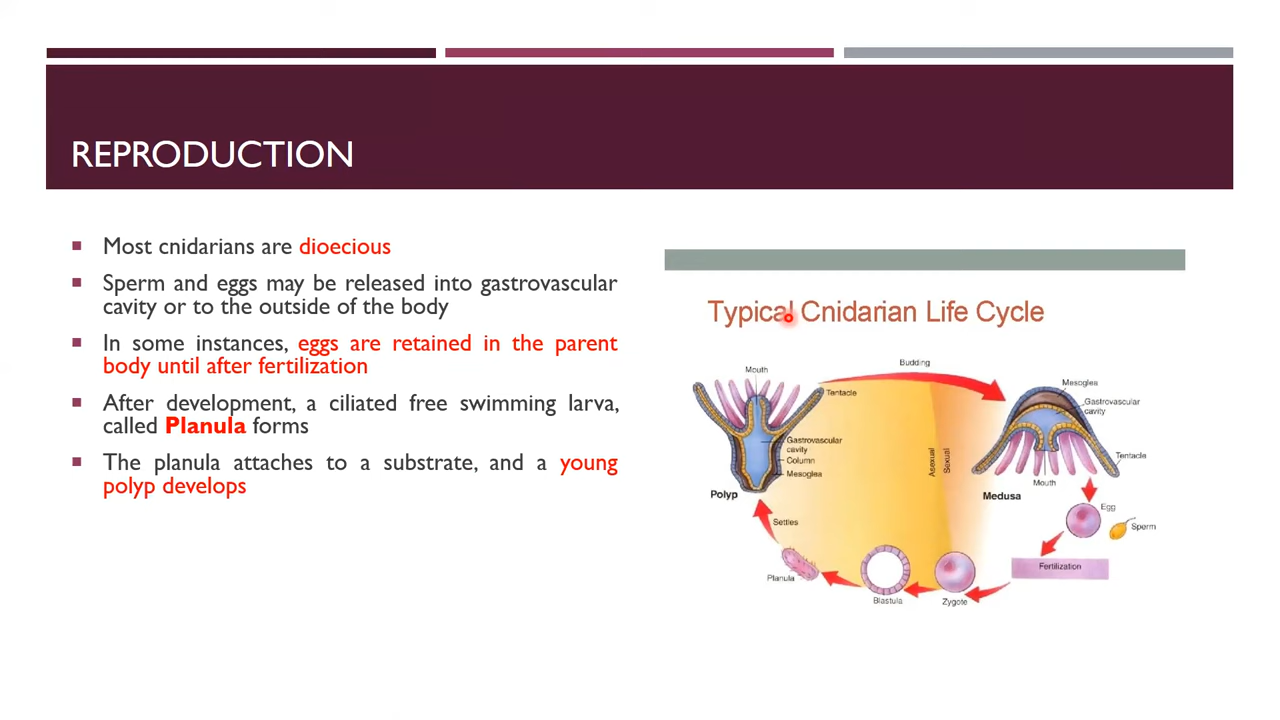 REPRODUCTION
Most cnidarians are dioecious
Sperm and eggs may be released into gastrovascular
cavity or to the outside of the body
In some instances, eggs are retained in the parent
body until after fertilization
After development, a ciliated free swimming larva,
called Planula forms
The planula attaches to a substrate, and a young
polyp develops
Typical Cnidarian Life Cycle
Budding
Mouth
Tentacle
Gastrovascular
cavity
Column
Mesoglea
Polyp
Asexual
Sexual
Mesoglea
Gastrovascular
cavity
Tentacle
Mouth
Medusa
Egg
Sperm
Fertilization
Zygote
Blastula
Planula
Settles